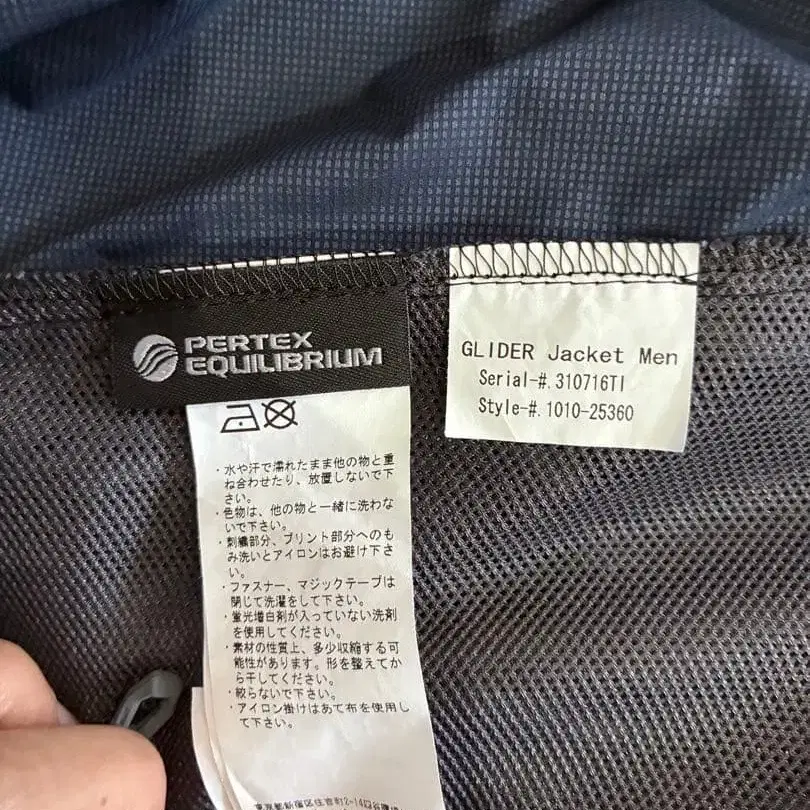 PERTEX
EQUILIBRIUM
GLIDER Jacket Men
Serial-#.310716TI
Style-#.1010-25360
・水や汗で濡れたまま他の物と重
ね合わせたり、放置しないで下
さい。
・色物は、他の物と一緒に洗わな
いで下さい。
・刺繍部分、プリント部分へのも
み洗いとアイロンはお避け下さ
い。
・ファスナー、マジックテープは
閉じて洗濯をして下さい。
・蛍光増白剤が入っていない洗剤
を使用してください。
・素材の性質上、多少収縮する可
能性があります。形を整えてか
ら干してください。
・絞らないで下さい。
・アイロン掛けはあて布を使用し
て下さい。